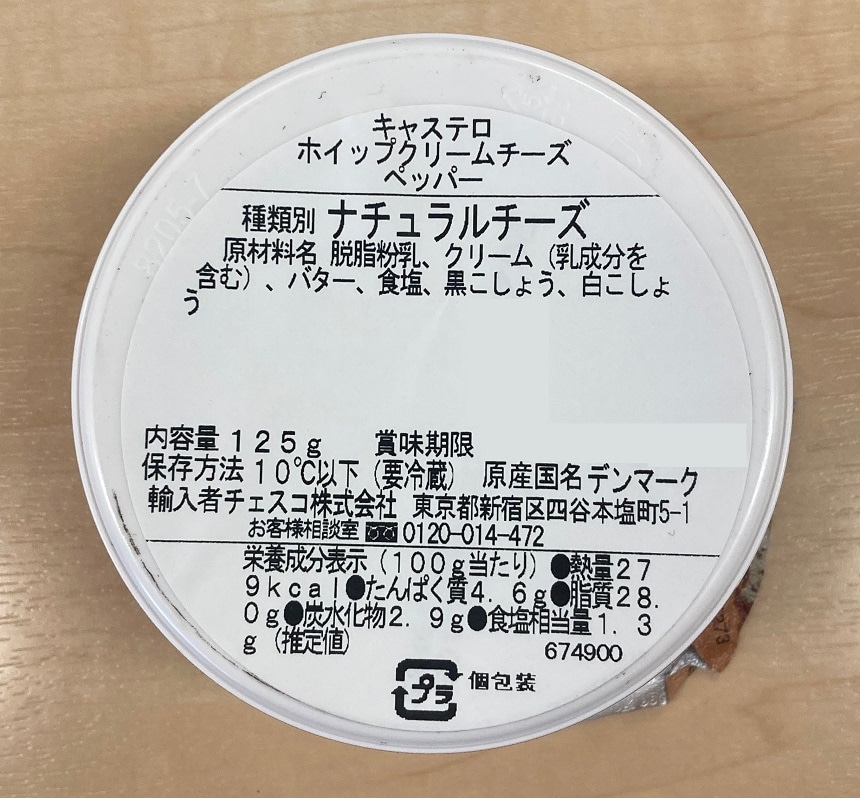 キャステロ
ホイップクリームチーズ
ペッパー
種類別 ナチュラルチーズ
原材料名 脱脂粉乳、クリーム（乳成分を
含む）、バター、食塩、黒こしょう、白こしょ
う
内容量１２５ｇ 賞味期限
保存方法１０℃以下（要冷蔵） 原産国名デンマーク
輸入者チェスコ株式会社 東京都新宿区四谷本塩町5-1
お客様相談室 0120-014-472
栄養成分表示（１００ｇ当たり）●熱量２７
９ｋｃａｌ●たんぱく質４．６ｇ●脂質２８．
０ｇ●炭水化物２．９ｇ●食塩相当量１．３
ｇ（推定値）
674900
プラ 個包装